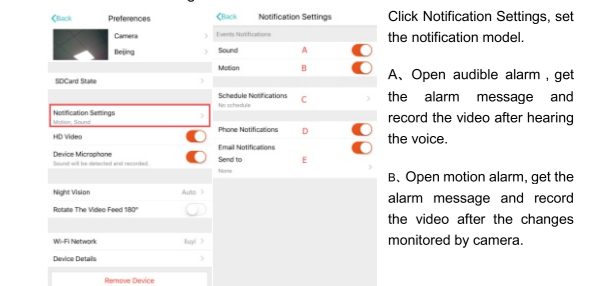 Back
Preferences
Camera
Beijing
SDCard State
Notification Settings
Motion, Sound
HD Video
Device Microphone
Sound will be detected and recorded.
Night Vision
Auto
Rotate The Video Feed 180°
Wi-Fi Network
liuyi
Device Details
Remove Device
Back
Notification Settings
Events Notifications
Sound
A
Motion
B
Schedule Notifications
C
No schedule
Phone Notifications
D
Email Notifications
Send to
E
None
Click Notification Settings, set
the notification model.
A、Open audible alarm , get
the alarm message and
record the video after hearing
the voice.
B、Open motion alarm, get the
alarm message and record
the video after the changes
monitored by camera.